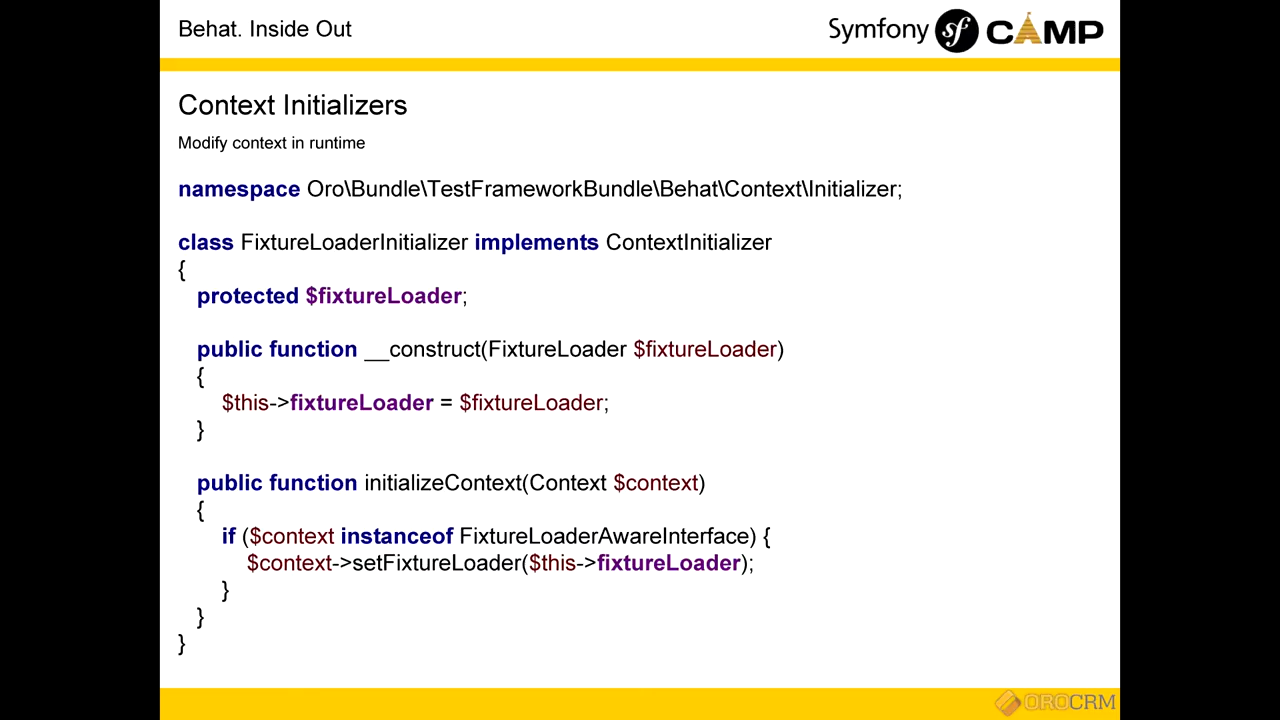 Behat. Inside Out
Symfony sf CAMP
Context Initializers
Modify context in runtime
namespace Oro\Bundle\TestFrameworkBundle\Behat\Context\Initializer;
class FixtureLoaderInitializer implements ContextInitializer
{
protected $fixtureLoader;
public function __construct(FixtureLoader $fixtureLoader)
{
$this->fixtureLoader = $fixtureLoader;
}
public function initializeContext(Context $context)
{
if ($context instanceof FixtureLoaderAwareInterface) {
$context->setFixtureLoader($this->fixtureLoader);
}
}
}
OROCRM